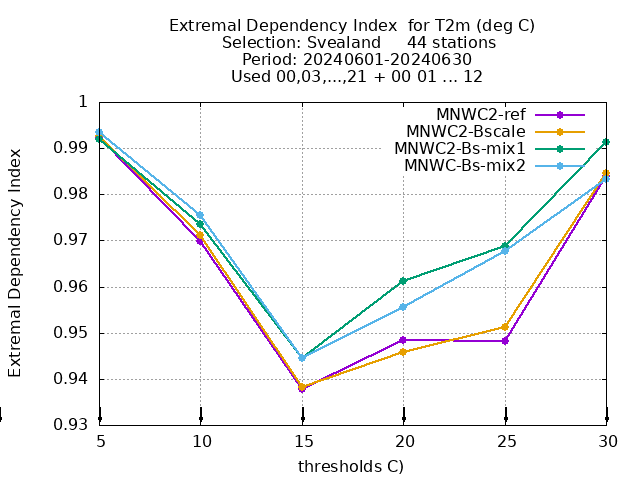 Extremal Dependency Index  for T2m (deg C)
Selection: Svealand     44 stations
Period: 20240601-20240630
Used 00,03,...,21 + 00 01 ... 12
MNWC2-ref
MNWC2-Bscale
MNWC2-Bs-mix1
MNWC-Bs-mix2
Extremal Dependency Index
1
0.99
0.98
0.97
0.96
0.95
0.94
0.93
5 10 15 20 25 30
thresholds C)